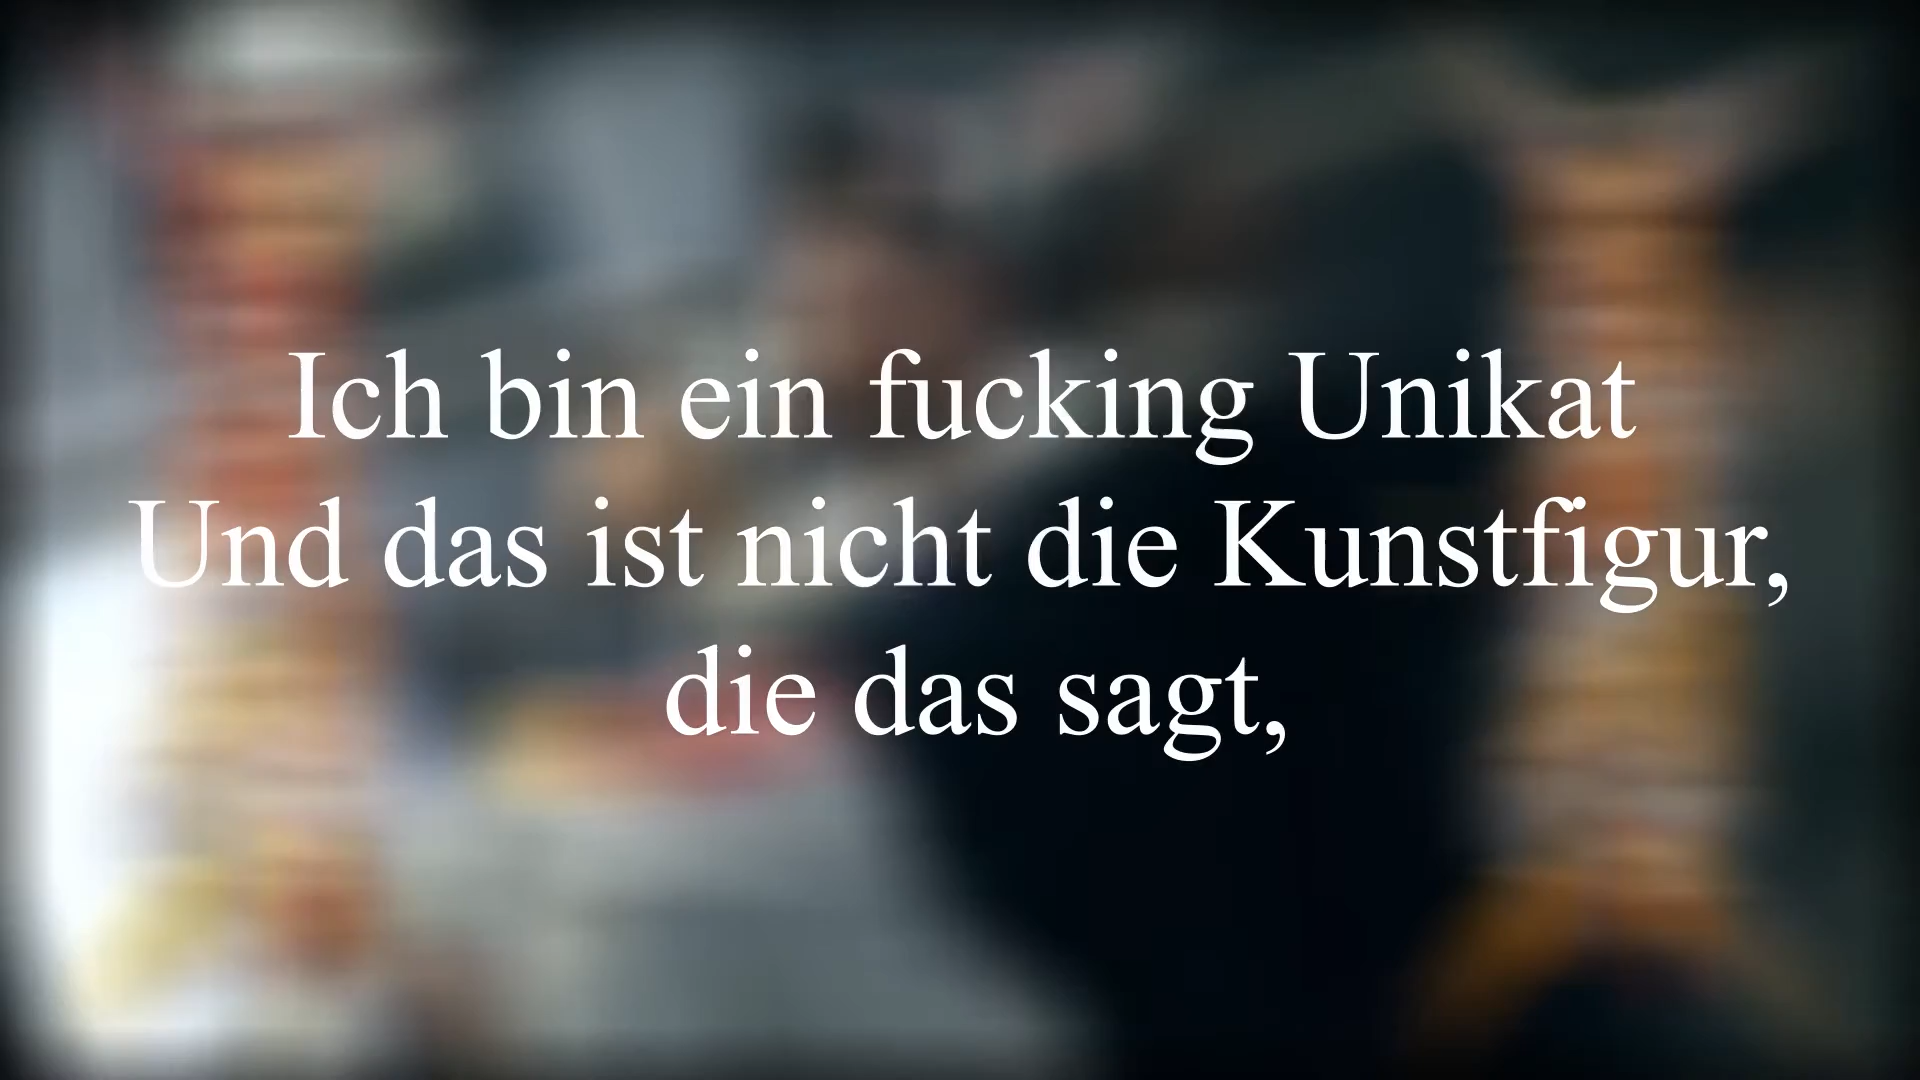 Ich bin ein fucking Unikat
Und das ist nicht die Kunstfigur,
die das sagt,